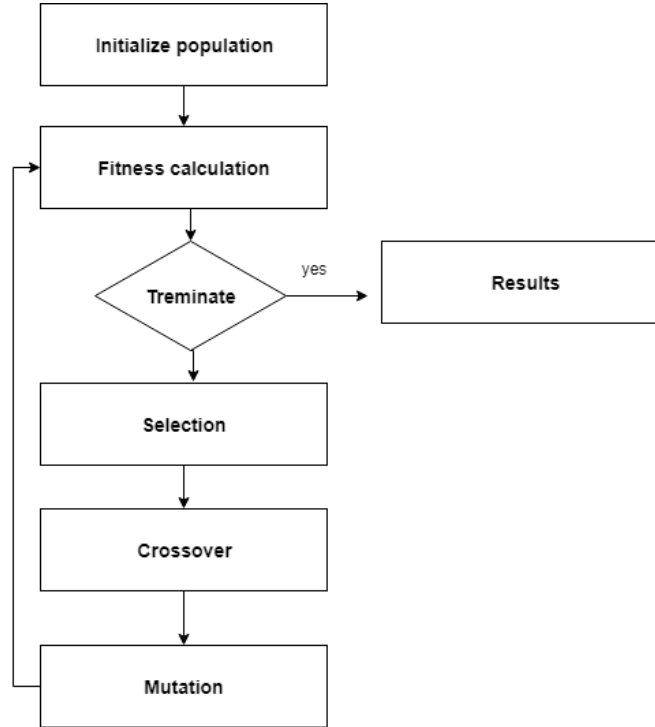 Initialize population
Fitness calculation
Treminate
yes
Results
Selection
Crossover
Mutation